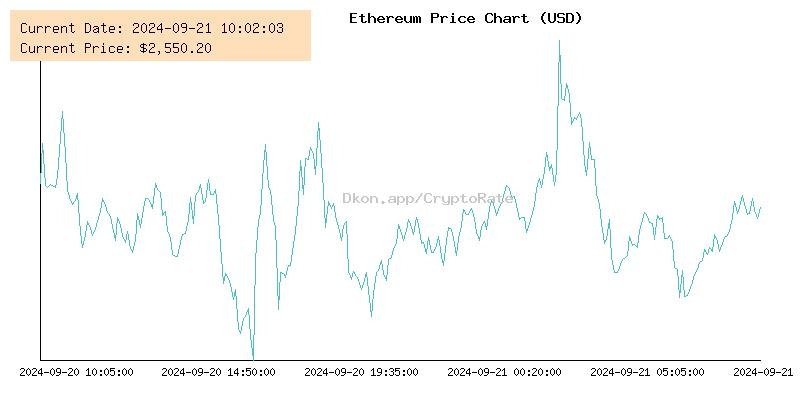 Ethereum Price Chart (USD)
Current Date: 2024-09-21 10:02:03
Current Price: $2,550.20
Dkon.app/CryptoRate
2024-09-20 10:05:00 2024-09-20 14:50:00 2024-09-20 19:35:00 2024-09-21 00:20:00 2024-09-21 05:05:00 2024-09-21